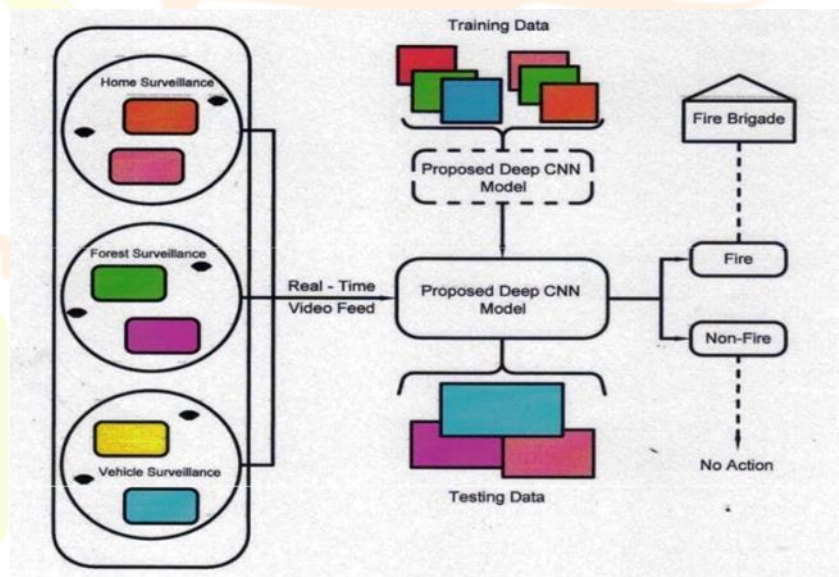 Training Data
Home Surveillance
Fire Brigade
Proposed Deep CNN
Model
Forest Surveillance
Real - Time
Video Feed
Proposed Deep CNN
Model
Fire
Non-Fire
Vehicle Surveillance
No Action
Testing Data